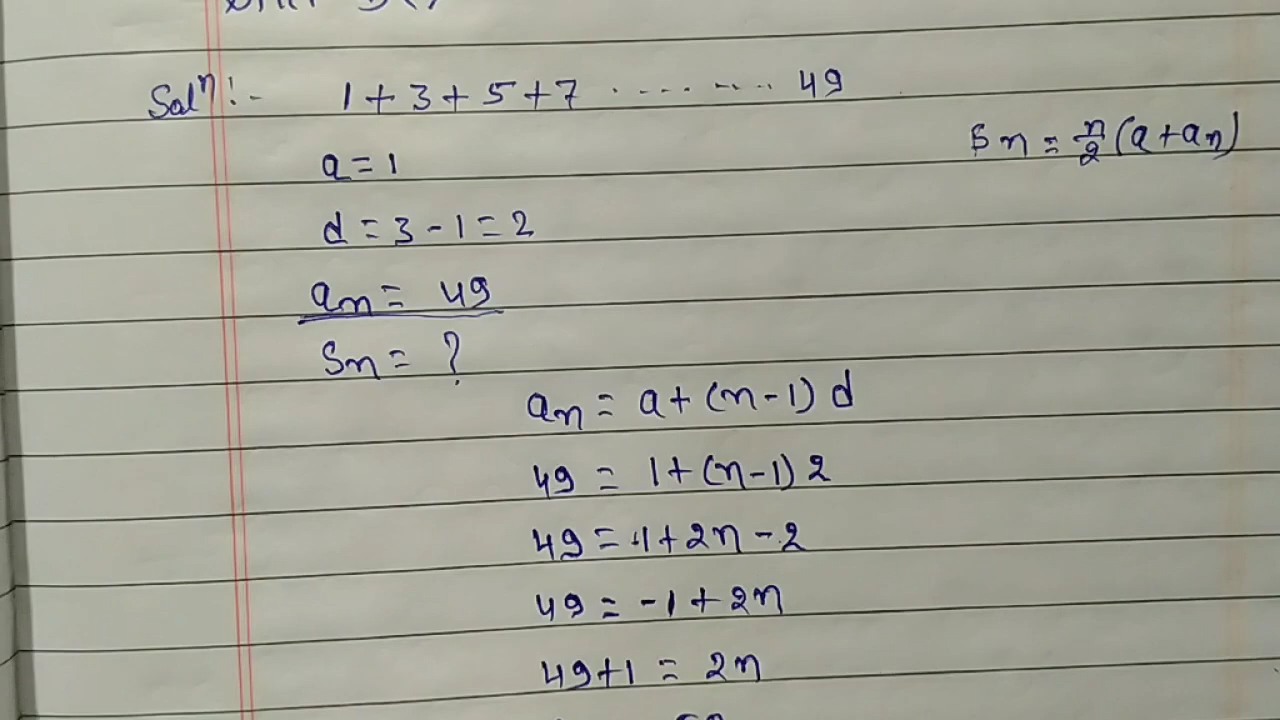 Solⁿ:- 1 + 3 + 5 + 7 ........ 49
Sn = n/2 (a + an)
a = 1
d = 3 - 1 = 2
an = 49
Sn = ?
an = a + (n - 1) d
49 = 1 + (n - 1) 2
49 = 1 + 2n - 2
49 = -1 + 2n
49 + 1 = 2n